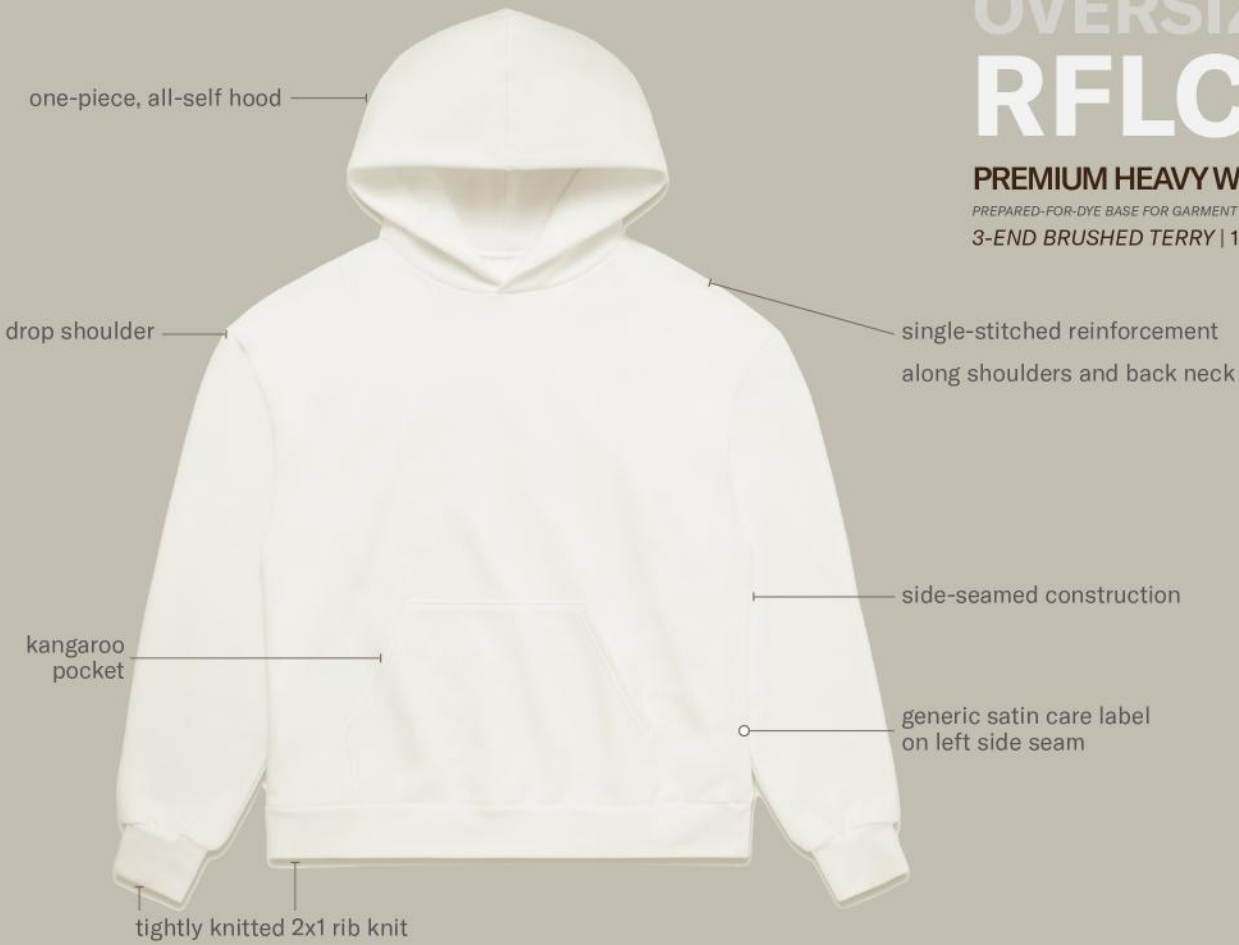 OVERSIZ
RFLC
PREMIUM HEAVY W
PREPARED-FOR-DYE BASE FOR GARMENT
3-END BRUSHED TERRY | 1
one-piece, all-self hood
drop shoulder
single-stitched reinforcement
along shoulders and back neck
side-seamed construction
kangaroo
pocket
generic satin care label
on left side seam
tightly knitted 2x1 rib knit